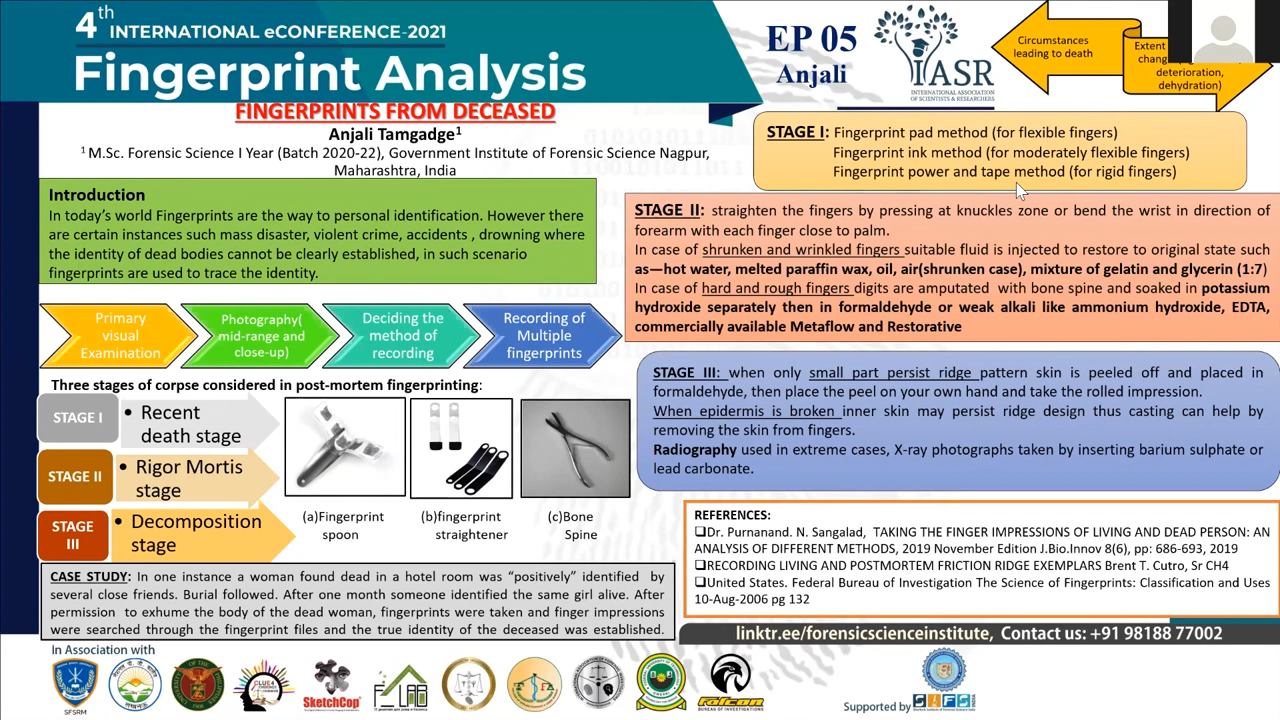 4th INTERNATIONAL eCONFERENCE-2021
Fingerprint Analysis
EP 05
Anjali
IASR
INTERNATIONAL ASSOCIATION
OF SCIENTISTS & RESEARCHERS
Circumstances
leading to death
Extent
chang
deterioration,
dehydration)
FINGERPRINTS FROM DECEASED
Anjali Tamgadge1
1 M.Sc. Forensic Science I Year (Batch 2020-22), Government Institute of Forensic Science Nagpur,
Maharashtra, India
Introduction
In today's world Fingerprints are the way to personal identification. However there
are certain instances such mass disaster, violent crime, accidents , drowning where
the identity of dead bodies cannot be clearly established, in such scenario
fingerprints are used to trace the identity.
Primary
visual
Examination
Photography(
mid-range and
close-up)
Deciding the
method of
recording
Recording of
Multiple
fingerprints
Three stages of corpse considered in post-mortem fingerprinting:
STAGE I
• Recent
death stage
STAGE II
• Rigor Mortis
stage
STAGE
III
• Decomposition
stage
(a)Fingerprint
spoon
(b)fingerprint
straightener
(c)Bone
Spine
CASE STUDY: In one instance a woman found dead in a hotel room was "positively" identified by
several close friends. Burial followed. After one month someone identified the same girl alive. After
permission to exhume the body of the dead woman, fingerprints were taken and finger impressions
were searched through the fingerprint files and the true identity of the deceased was established.
STAGE I: Fingerprint pad method (for flexible fingers)
Fingerprint ink method (for moderately flexible fingers)
Fingerprint power and tape method (for rigid fingers)
STAGE II: straighten the fingers by pressing at knuckles zone or bend the wrist in direction of
forearm with each finger close to palm.
In case of shrunken and wrinkled fingers suitable fluid is injected to restore to original state such
as—hot water, melted paraffin wax, oil, air(shrunken case), mixture of gelatin and glycerin (1:7)
In case of hard and rough fingers digits are amputated with bone spine and soaked in potassium
hydroxide separately then in formaldehyde or weak alkali like ammonium hydroxide, EDTA,
commercially available Metaflow and Restorative
STAGE III: when only small part persist ridge pattern skin is peeled off and placed in
formaldehyde, then place the peel on your own hand and take the rolled impression.
When epidermis is broken inner skin may persist ridge design thus casting can help by
removing the skin from fingers.
Radiography used in extreme cases, X-ray photographs taken by inserting barium sulphate or
lead carbonate.
REFERENCES:
❑Dr. Purnanand. N. Sangalad, TAKING THE FINGER IMPRESSIONS OF LIVING AND DEAD PERSON: AN
ANALYSIS OF DIFFERENT METHODS, 2019 November Edition J.Bio.Innov 8(6), pp: 686-693, 2019
❑RECORDING LIVING AND POSTMORTEM FRICTION RIDGE EXEMPLARS Brent T. Cutro, Sr CH4
❑United States. Federal Bureau of Investigation The Science of Fingerprints: Classification and Uses
10-Aug-2006 pg 132
linktr.ee/forensicscienceinstitute, Contact us: +91 98188 77002
In Association with
SFSRM
SketchCop
falcon
BUREAU OF INVESTIGATIONS
Supported by
SIFS
INDIA